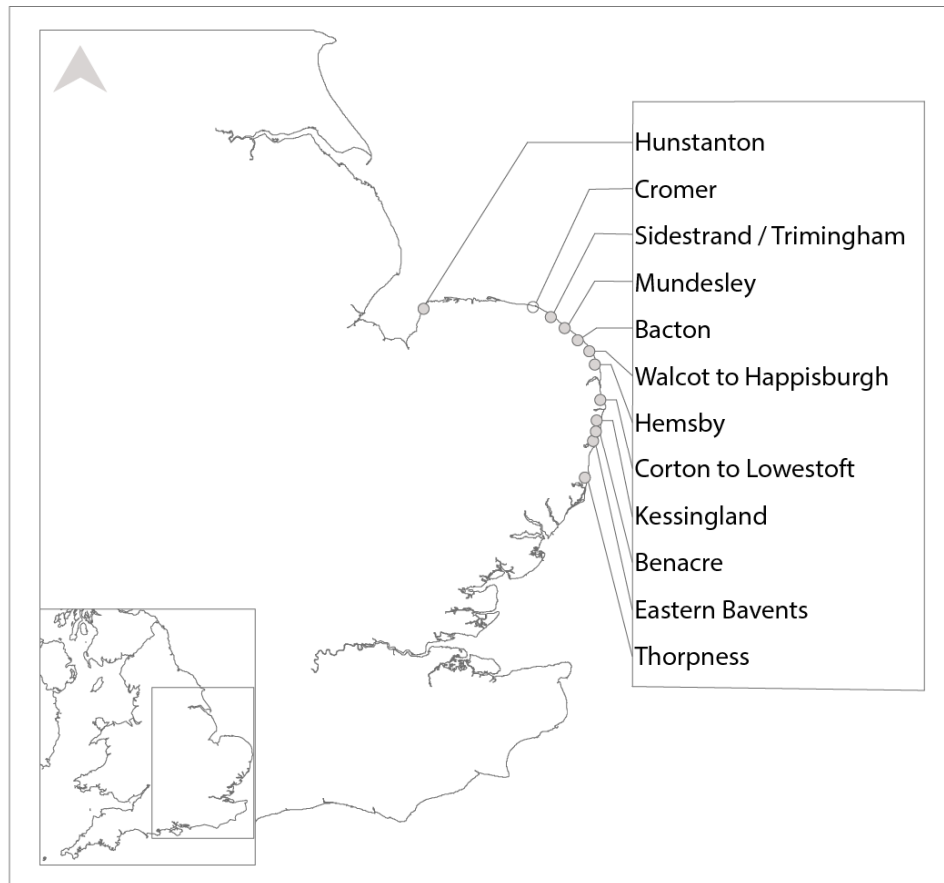 Hunstanton
Cromer
Sidestrand / Trimingham
Mundesley
Bacton
Walcot to Happisburgh
Hemsby
Corton to Lowestoft
Kessingland
Benacre
Eastern Bavents
Thorpness